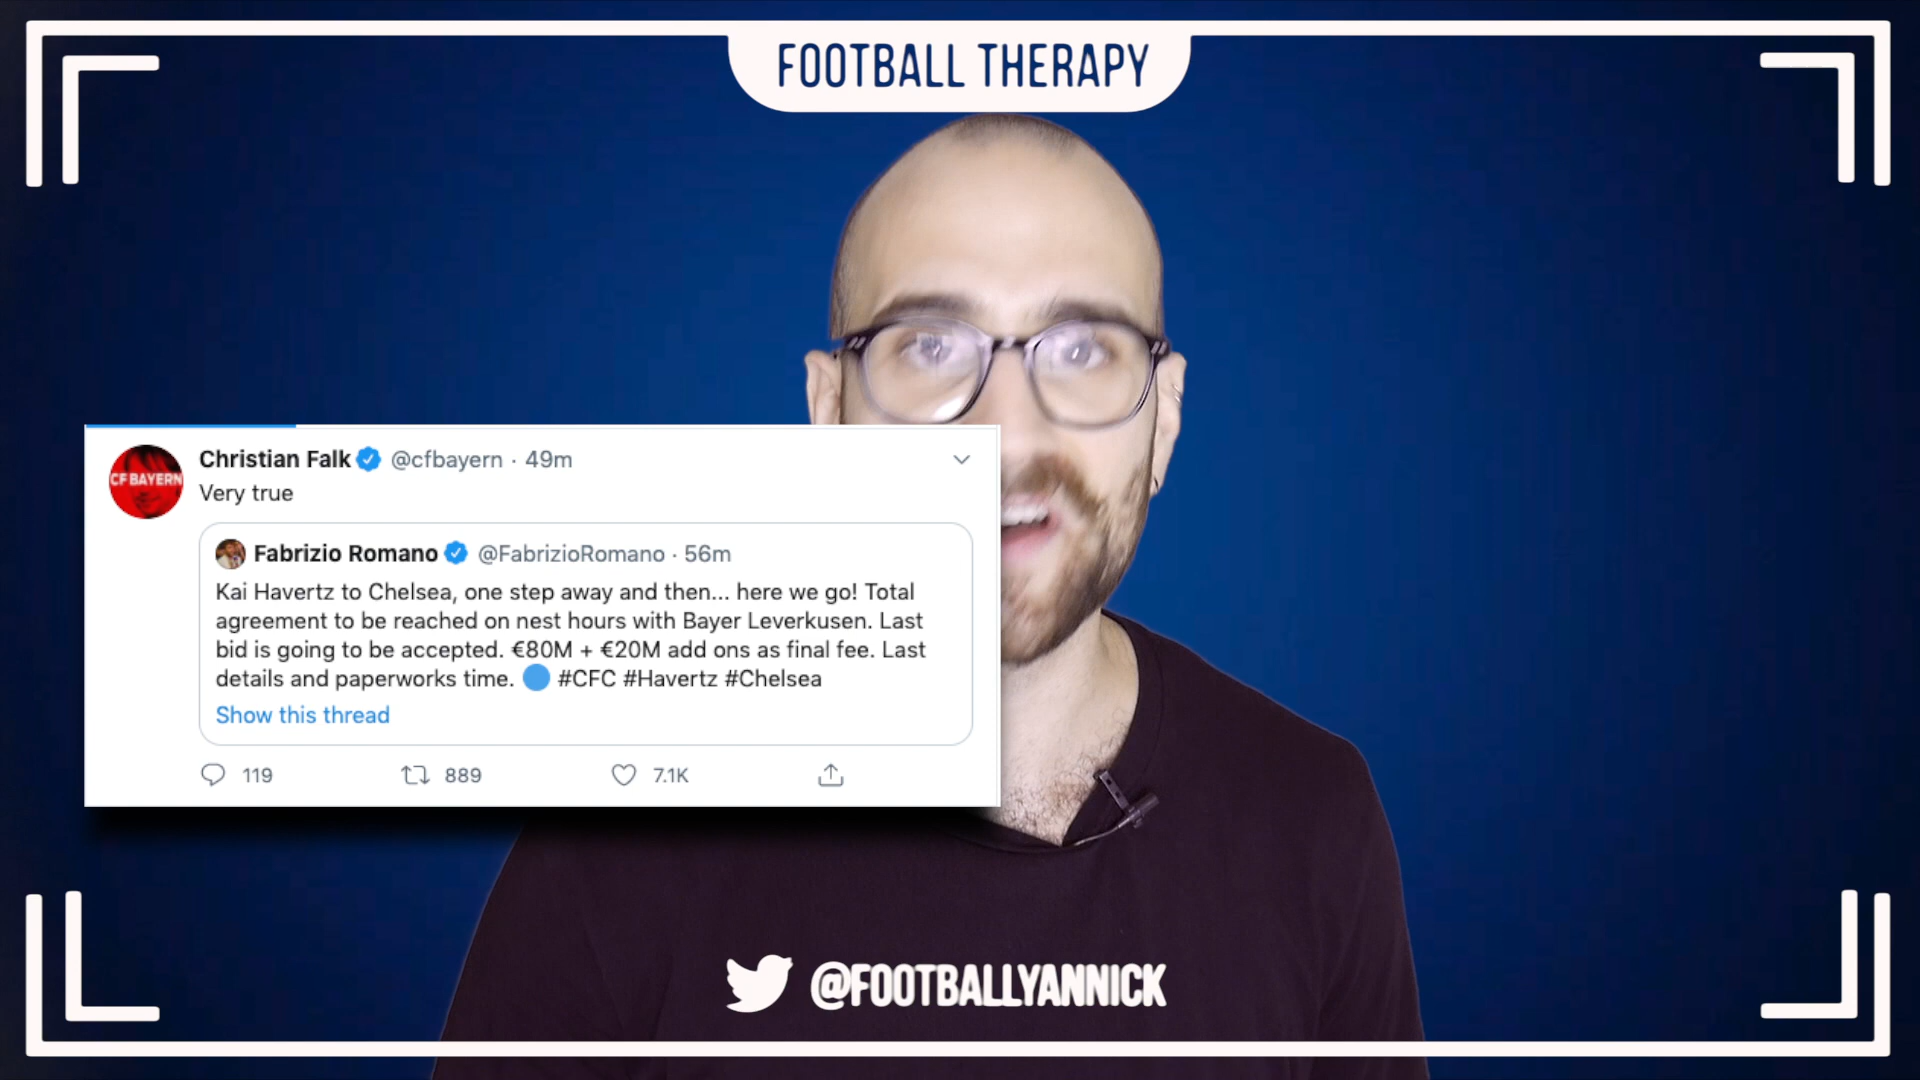 FOOTBALL THERAPY
Christian Falk @cfbayern · 49m
CF BAYERN
Very true
Fabrizio Romano @FabrizioRomano · 56m
Kai Havertz to Chelsea, one step away and then... here we go! Total
agreement to be reached on nest hours with Bayer Leverkusen. Last
bid is going to be accepted. €80M + €20M add ons as final fee. Last
details and paperworks time. #CFC #Havertz #Chelsea
Show this thread
119 889 7.1K
@FOOTBALLYANNICK